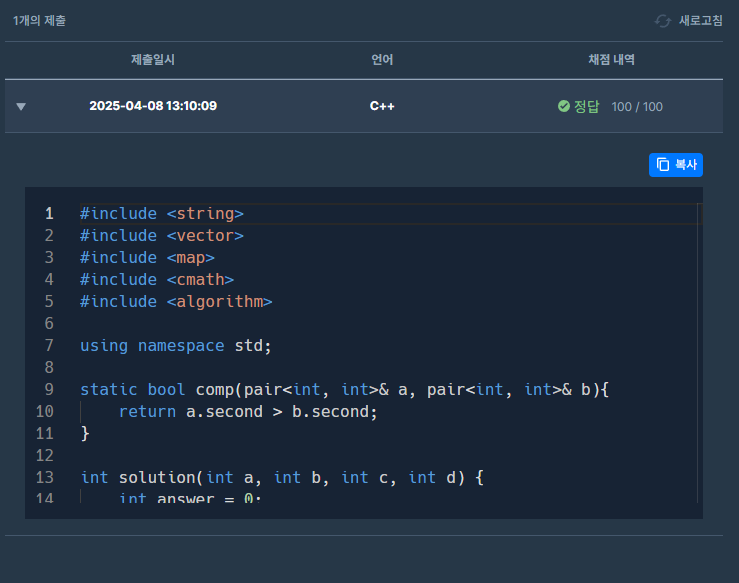 1개의 제출
새로고침
제출일시 언어 채점 내역
2025-04-08 13:10:09 C++ 정답 100 / 100
복사
1 #include <string>
2 #include <vector>
3 #include <map>
4 #include <cmath>
5 #include <algorithm>
6
7 using namespace std;
8
9 static bool comp(pair<int, int>& a, pair<int, int>& b){
10     return a.second > b.second;
11 }
12
13 int solution(int a, int b, int c, int d) {
14     int answer = 0;